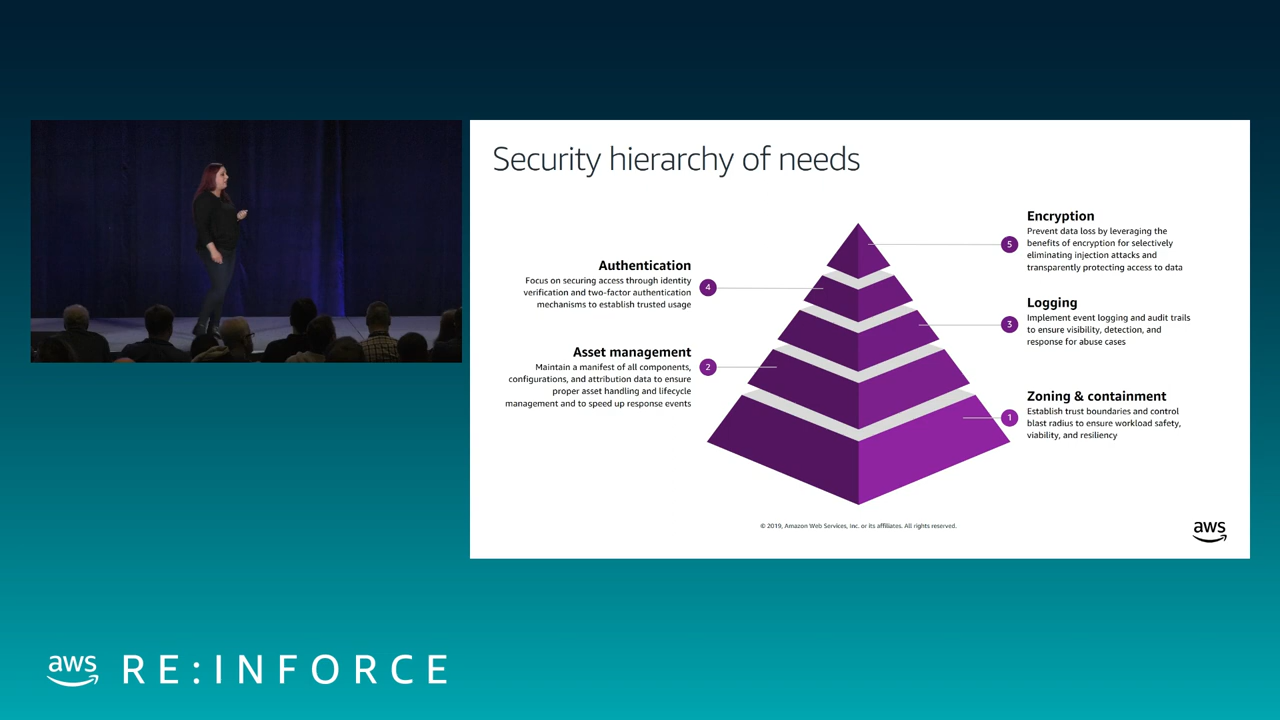 Security hierarchy of needs
5
Encryption
Prevent data loss by leveraging the
benefits of encryption for selectively
eliminating injection attacks and
transparently protecting access to data
Authentication
Focus on securing access through identity
verification and two-factor authentication
mechanisms to establish trusted usage
4
3
Logging
Implement event logging and audit trails
to ensure visibility, detection, and
response for abuse cases
Asset management
Maintain a manifest of all components,
configurations, and attribution data to ensure
proper asset handling and lifecycle
management and to speed up response events
2
1
Zoning & containment
Establish trust boundaries and control
blast radius to ensure workload safety,
viability, and resiliency
© 2019, Amazon Web Services, Inc. or its affiliates. All rights reserved.
aws
aws RE:INFORCE